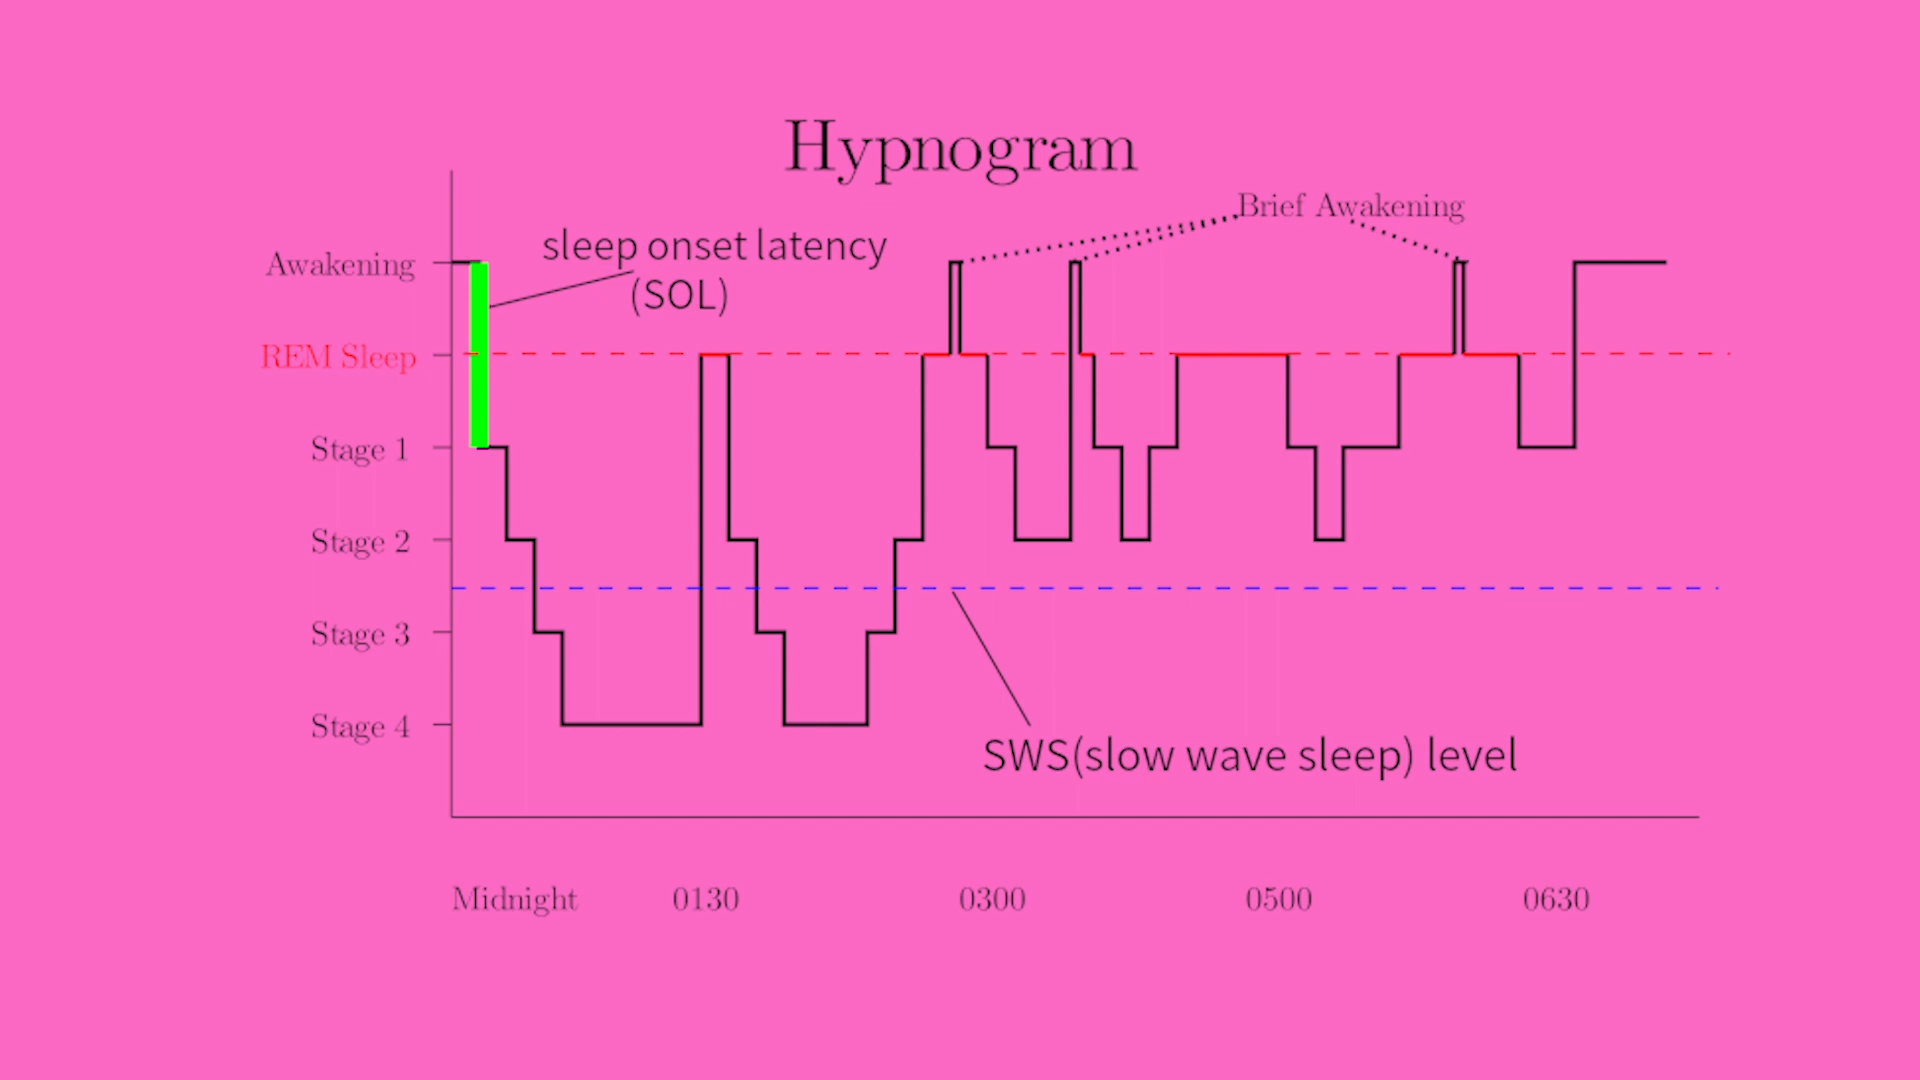 Hypnogram
Brief Awakening
sleep onset latency
(SOL)
Awakening
REM Sleep
Stage 1
Stage 2
Stage 3
Stage 4
SWS(slow wave sleep) level
Midnight 0130 0300 0500 0630